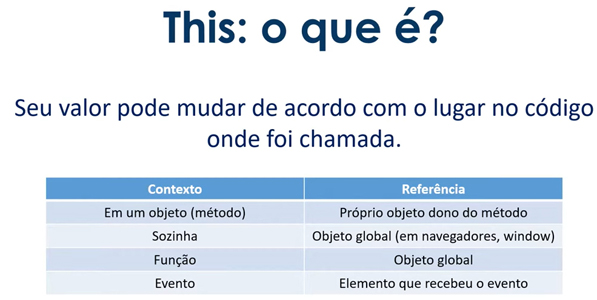 This: o que é?
Seu valor pode mudar de acordo com o lugar no código
onde foi chamada.
Contexto Referência
Em um objeto (método) Próprio objeto dono do método
Sozinha Objeto global (em navegadores, window)
Função Objeto global
Evento Elemento que recebeu o evento